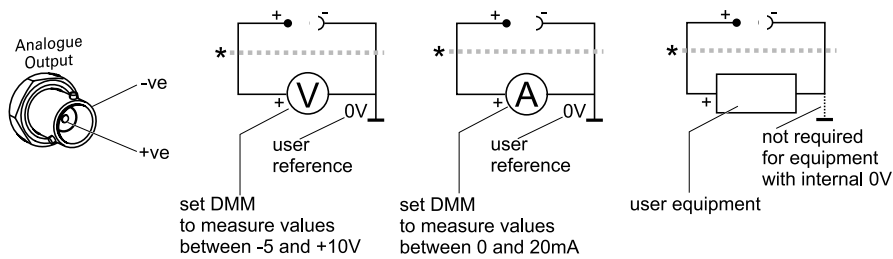 Analogue
Output
-ve
+ve
+ -
*
+
V
0V
user
reference
set DMM
to measure values
between -5 and +10V
+ -
*
+
A
0V
user
reference
set DMM
to measure values
between 0 and 20mA
+ -
*
+
user equipment
not required
for equipment
with internal 0V